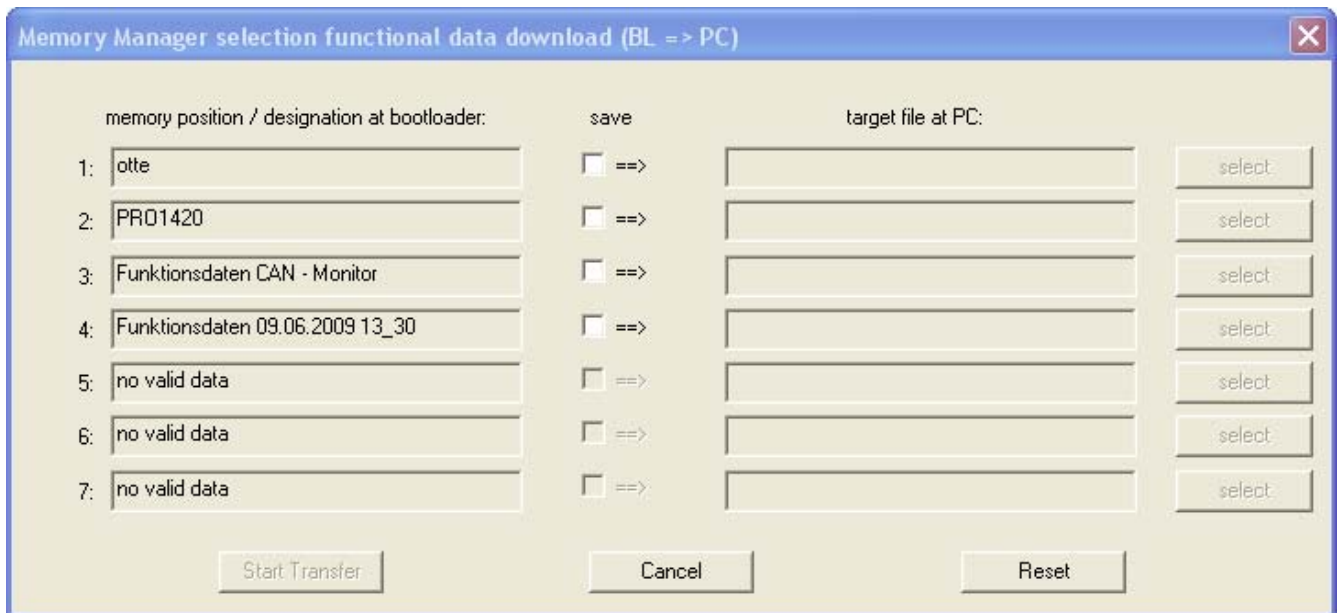 Memory Manager selection functional data download (BL => PC)
memory position / designation at bootloader: save target file at PC:
1: otte ==> select
2: PRO1420 ==> select
3: Funktionsdaten CAN - Monitor ==> select
4: Funktionsdaten 09.06.2009 13_30 ==> select
5: no valid data ==> select
6: no valid data ==> select
7: no valid data ==> select
Start Transfer Cancel Reset